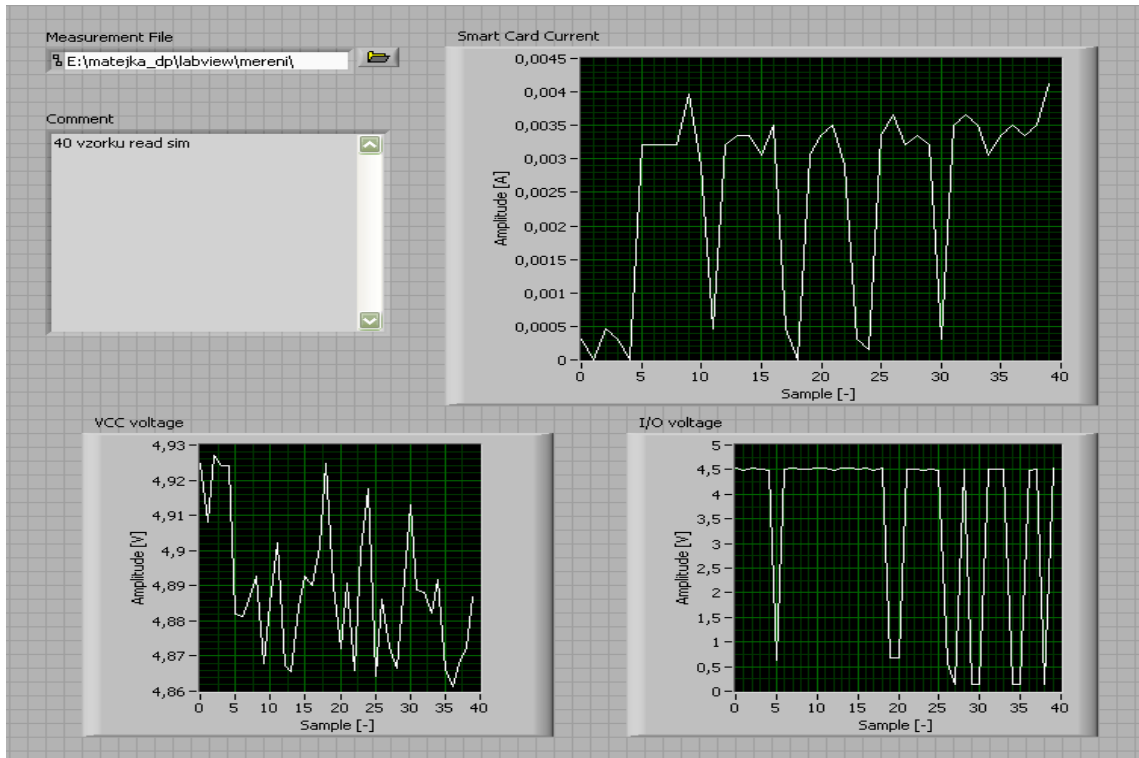 Measurement File
E:\matejka_dp\labview\mereni\
Comment
40 vzorku read sim
Smart Card Current
0,0045
0,004
0,0035
0,003
0,0025
0,002
0,0015
0,001
0,0005
0
Amplitude [A]
0 5 10 15 20 25 30 35 40
Sample [-]
VCC voltage
4,93
4,92
4,91
4,9
4,89
4,88
4,87
4,86
Amplitude [V]
0 5 10 15 20 25 30 35 40
Sample [-]
I/O voltage
5
4,5
4
3,5
3
2,5
2
1,5
1
0,5
0
Amplitude [V]
0 5 10 15 20 25 30 35 40
Sample [-]